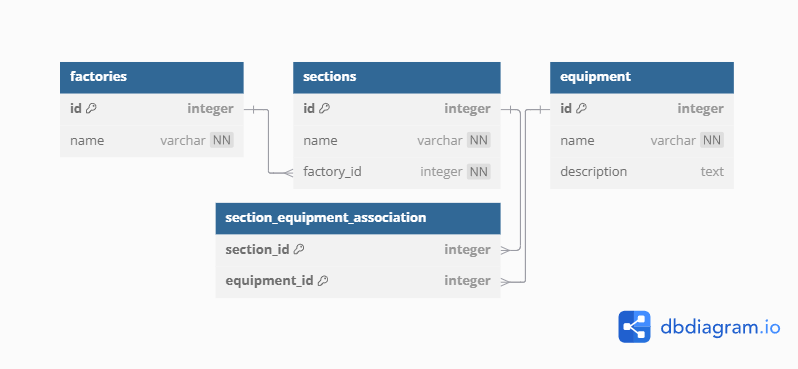 factories
id integer
name varchar NN
sections
id integer
name varchar NN
factory_id integer NN
equipment
id integer
name varchar NN
description text
section_equipment_association
section_id integer
equipment_id integer
dbdiagram.io